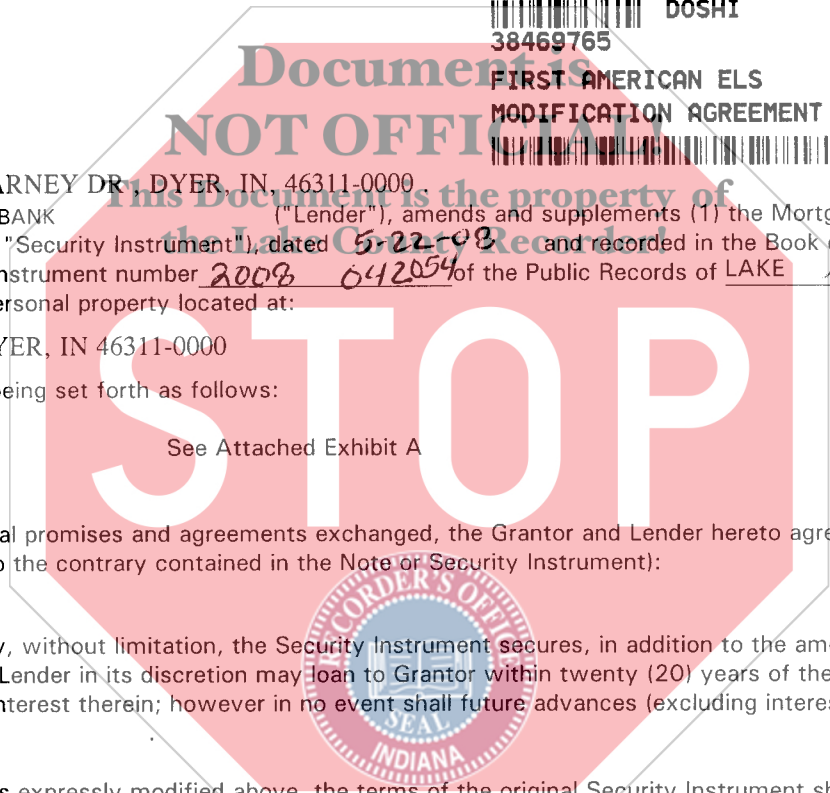 DOSHI
38469765
FIRST AMERICAN ELS
MODIFICATION AGREEMENT
Document is
NOT OFFICIAL!
This Document is the property of
the Lake County Recorder!
ARNEY DR , DYER, IN, 46311-0000 .
BANK ("Lender"), amends and supplements (1) the Mortg
"Security Instrument"), dated 5-22-08 and recorded in the Book
nstrument number 2008 042054 of the Public Records of LAKE
ersonal property located at:
YER, IN 46311-0000
eing set forth as follows:
See Attached Exhibit A
STOP
al promises and agreements exchanged, the Grantor and Lender hereto agre
o the contrary contained in the Note or Security Instrument):
y, without limitation, the Security Instrument secures, in addition to the am
Lender in its discretion may loan to Grantor within twenty (20) years of the
nterest therein; however in no event shall future advances (excluding interes
RECORDER'S OFFICE
SEAL
INDIANA
s expressly modified above, the terms of the original Security Instrument sh